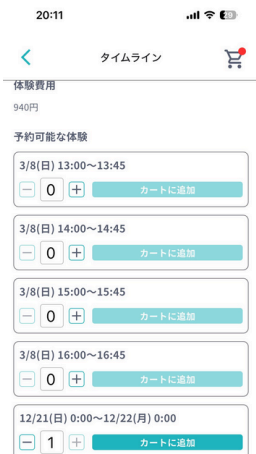 20:11
タイムライン
体験費用
940円
予約可能な体験
3/8(日) 13:00〜13:45
0 カートに追加
3/8(日) 14:00〜14:45
0 カートに追加
3/8(日) 15:00〜15:45
0 カートに追加
3/8(日) 16:00〜16:45
0 カートに追加
12/21(日) 0:00〜12/22(月) 0:00
1 カートに追加